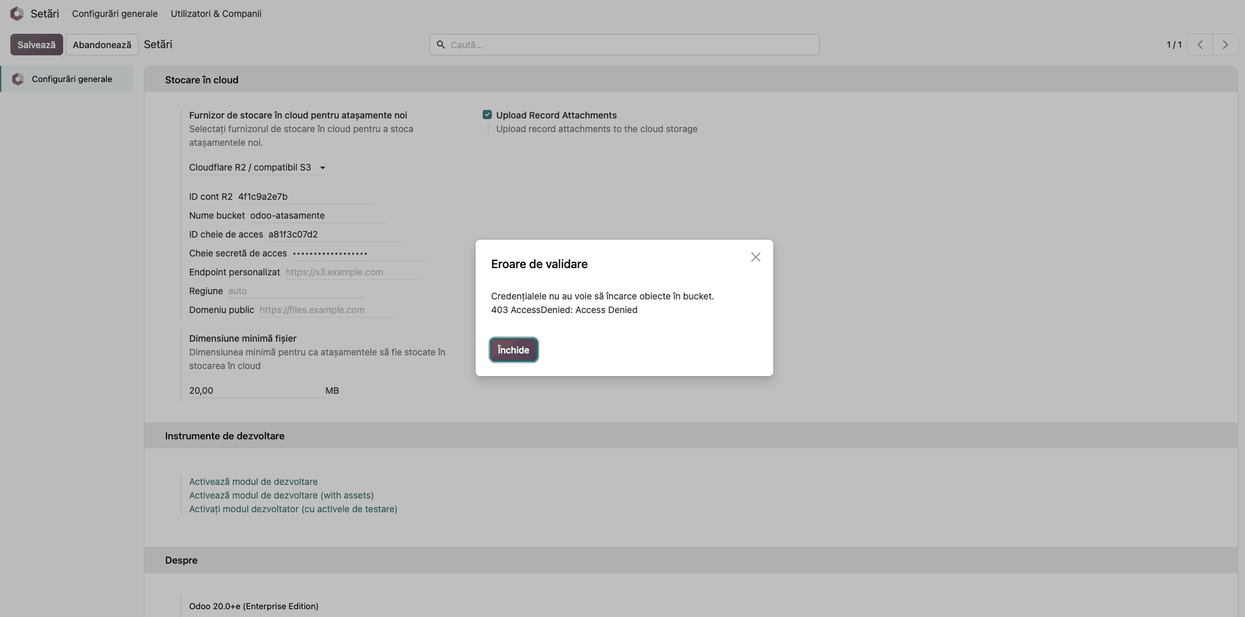 Setări Configurări generale Utilizatori & Companii
Salvează Abandonează Setări Caută... 1 / 1
Configurări generale
Stocare în cloud
Furnizor de stocare în cloud pentru atașamente noi
Selectați furnizorul de stocare în cloud pentru a stoca
atașamentele noi.
Upload Record Attachments
Upload record attachments to the cloud storage
Cloudflare R2 / compatibil S3
ID cont R2 4f1c9a2e7b
Nume bucket odoo-atasamente
ID cheie de acces a81f3c07d2
Cheie secretă de acces ••••••••••••••••••
Endpoint personalizat https://s3.example.com
Regiune auto
Domeniu public https://files.example.com
Dimensiune minimă fișier
Dimensiunea minimă pentru ca atașamentele să fie stocate în
stocarea în cloud
20,00 MB
Eroare de validare
Credențialele nu au voie să încarce obiecte în bucket.
403 AccessDenied: Access Denied
Închide
Instrumente de dezvoltare
Activează modul de dezvoltare
Activează modul de dezvoltare (with assets)
Activați modul dezvoltator (cu activele de testare)
Despre
Odoo 20.0+e (Enterprise Edition)